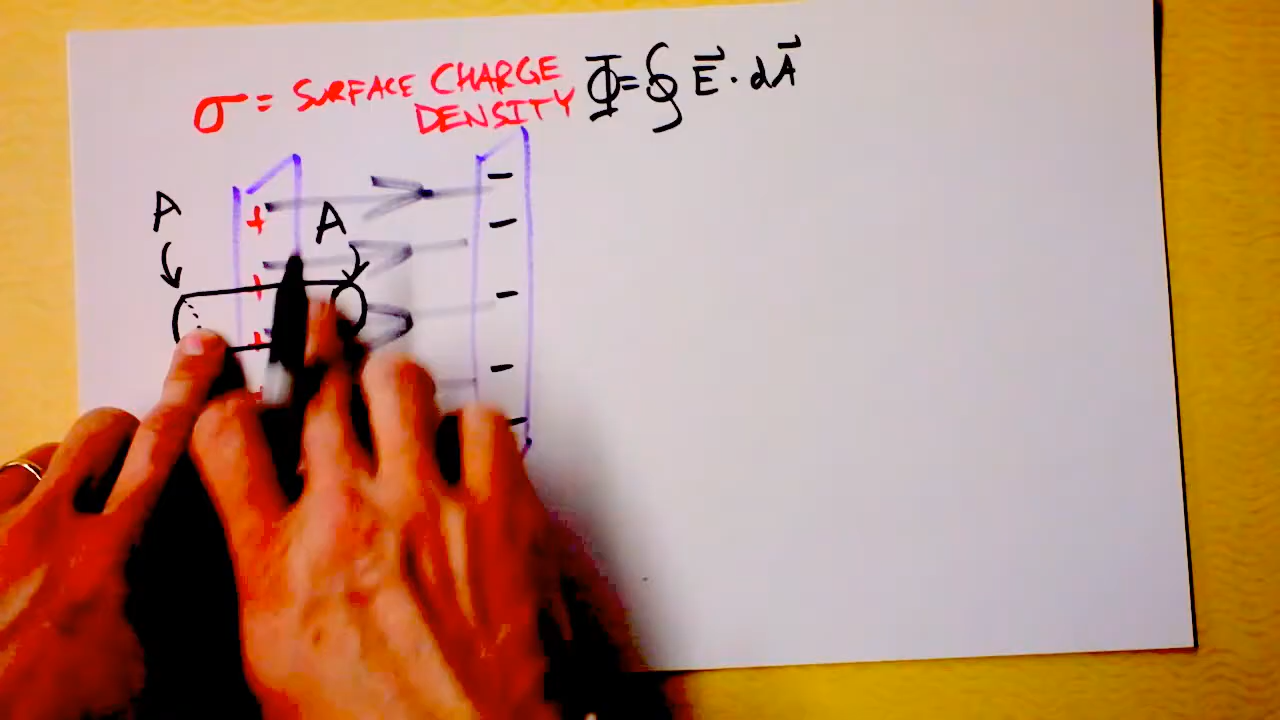 σ = SURFACE CHARGE DENSITY
Φ = ∮ E⃗ · dA⃗
A
A
+
+
+
−
−
−
−
−